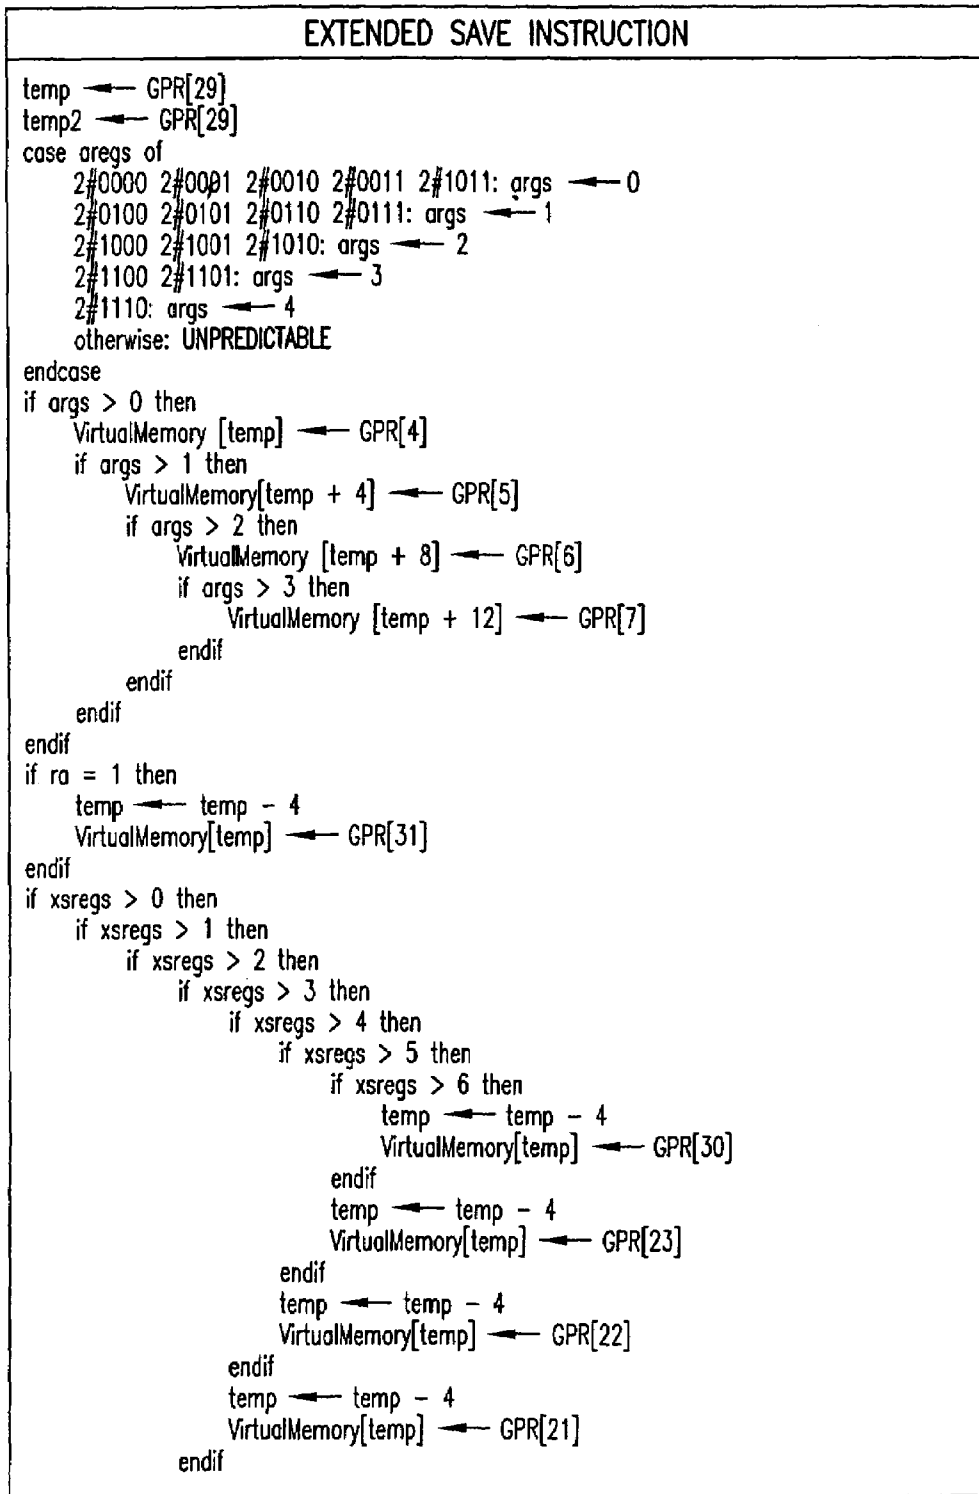 EXTENDED SAVE INSTRUCTION
temp ← GPR[29]
temp2 ← GPR[29]
case aregs of
2#0000 2#0001 2#0010 2#0011 2#1011: args ← 0
2#0100 2#0101 2#0110 2#0111: args ← 1
2#1000 2#1001 2#1010: args ← 2
2#1100 2#1101: args ← 3
2#1110: args ← 4
otherwise: UNPREDICTABLE
endcase
if args > 0 then
VirtualMemory [temp] ← GPR[4]
if args > 1 then
VirtualMemory[temp + 4] ← GPR[5]
if args > 2 then
VirtualMemory [temp + 8] ← GPR[6]
if args > 3 then
VirtualMemory [temp + 12] ← GPR[7]
endif
endif
endif
endif
if ra = 1 then
temp ← temp - 4
VirtualMemory[temp] ← GPR[31]
endif
if xsregs > 0 then
if xsregs > 1 then
if xsregs > 2 then
if xsregs > 3 then
if xsregs > 4 then
if xsregs > 5 then
if xsregs > 6 then
temp ← temp - 4
VirtualMemory[temp] ← GPR[30]
endif
temp ← temp - 4
VirtualMemory[temp] ← GPR[23]
endif
temp ← temp - 4
VirtualMemory[temp] ← GPR[22]
endif
temp ← temp - 4
VirtualMemory[temp] ← GPR[21]
endif